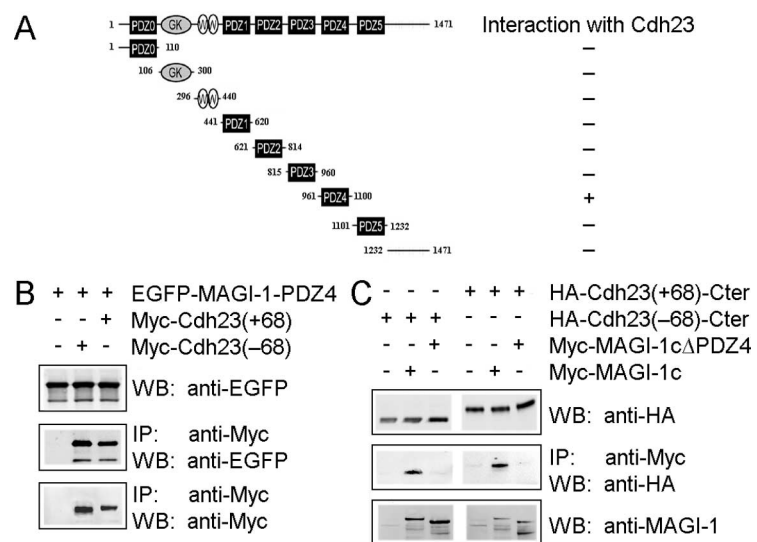 A
Interaction with Cdh23
1 PDZ0 GK W W PDZ1 PDZ2 PDZ3 PDZ4 PDZ5 1471
1 PDZ0 110 –
106 GK 300 –
296 W W 440 –
441 PDZ1 620 –
621 PDZ2 814 –
815 PDZ3 960 –
961 PDZ4 1100 +
1101 PDZ5 1232 –
1232 1471 –
B
+ + + EGFP-MAGI-1-PDZ4
- - + Myc-Cdh23(+68)
- + - Myc-Cdh23(–68)
WB: anti-EGFP
IP: anti-Myc
WB: anti-EGFP
IP: anti-Myc
WB: anti-Myc
C
- - - + + + HA-Cdh23(+68)-Cter
+ + + - - - HA-Cdh23(–68)-Cter
- - + - - + Myc-MAGI-1cΔPDZ4
- + - - + - Myc-MAGI-1c
WB: anti-HA
IP: anti-Myc
WB: anti-HA
WB: anti-MAGI-1